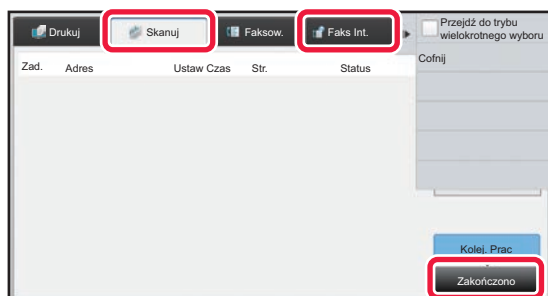 Drukuj Skanuj Faksow. Faks Int.
Przejdź do trybu
wielokrotnego wyboru
Zad. Adres Ustaw Czas Str. Status
Cofnij
Kolej. Prac
Zakończono